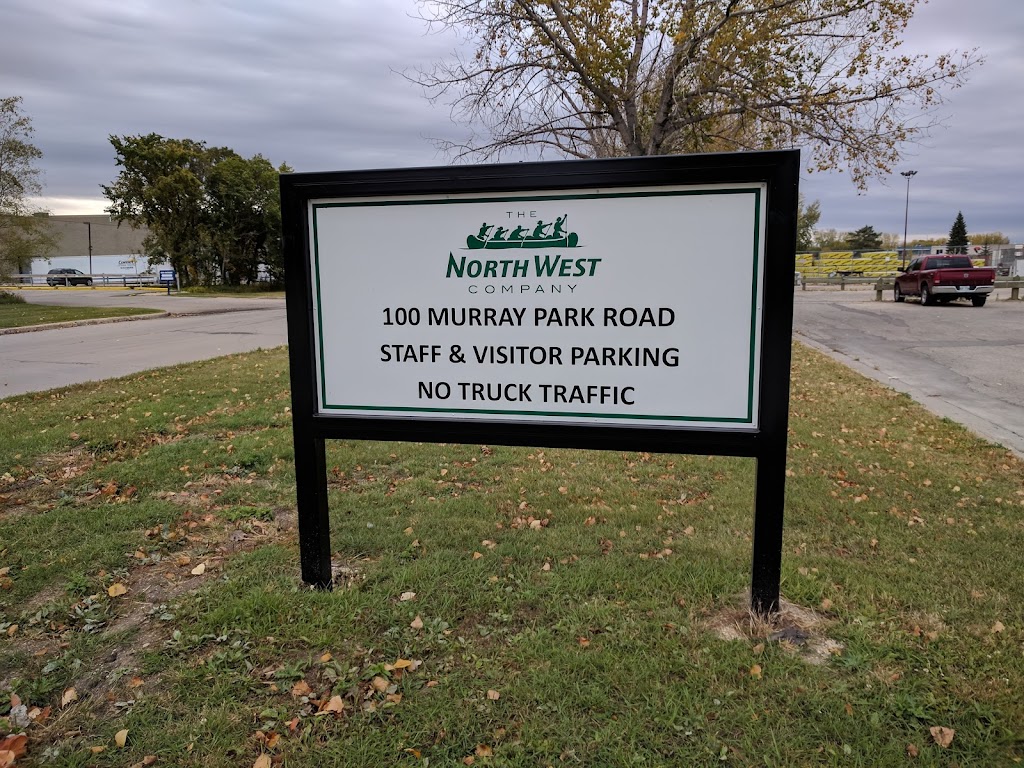 THE
NORTH WEST
COMPANY
100 MURRAY PARK ROAD
STAFF & VISITOR PARKING
NO TRUCK TRAFFIC